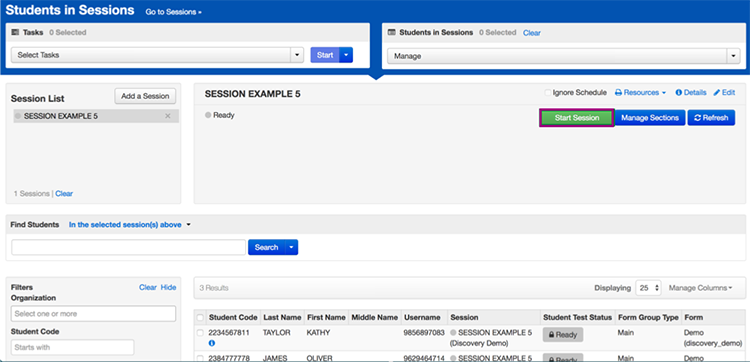 Students in Sessions Go to Sessions »
Tasks 0 Selected
Select Tasks Start
Students in Sessions 0 Selected Clear
Manage
Session List Add a Session
SESSION EXAMPLE 5 ×
1 Sessions | Clear
SESSION EXAMPLE 5 Ignore Schedule Resources Details Edit
Ready Start Session Manage Sections Refresh
Find Students In the selected session(s) above
Search
Filters Clear Hide
Organization
Select one or more
Student Code
Starts with
3 Results Displaying 25 Manage Columns
Student Code Last Name First Name Middle Name Username Session Student Test Status Form Group Type Form
2234567811 TAYLOR KATHY 9856897083 SESSION EXAMPLE 5 Ready Main Demo
(Discovery Demo) (discovery_demo)
2384777778 JAMES OLIVER 9629464714 SESSION EXAMPLE 5 Ready Main Demo